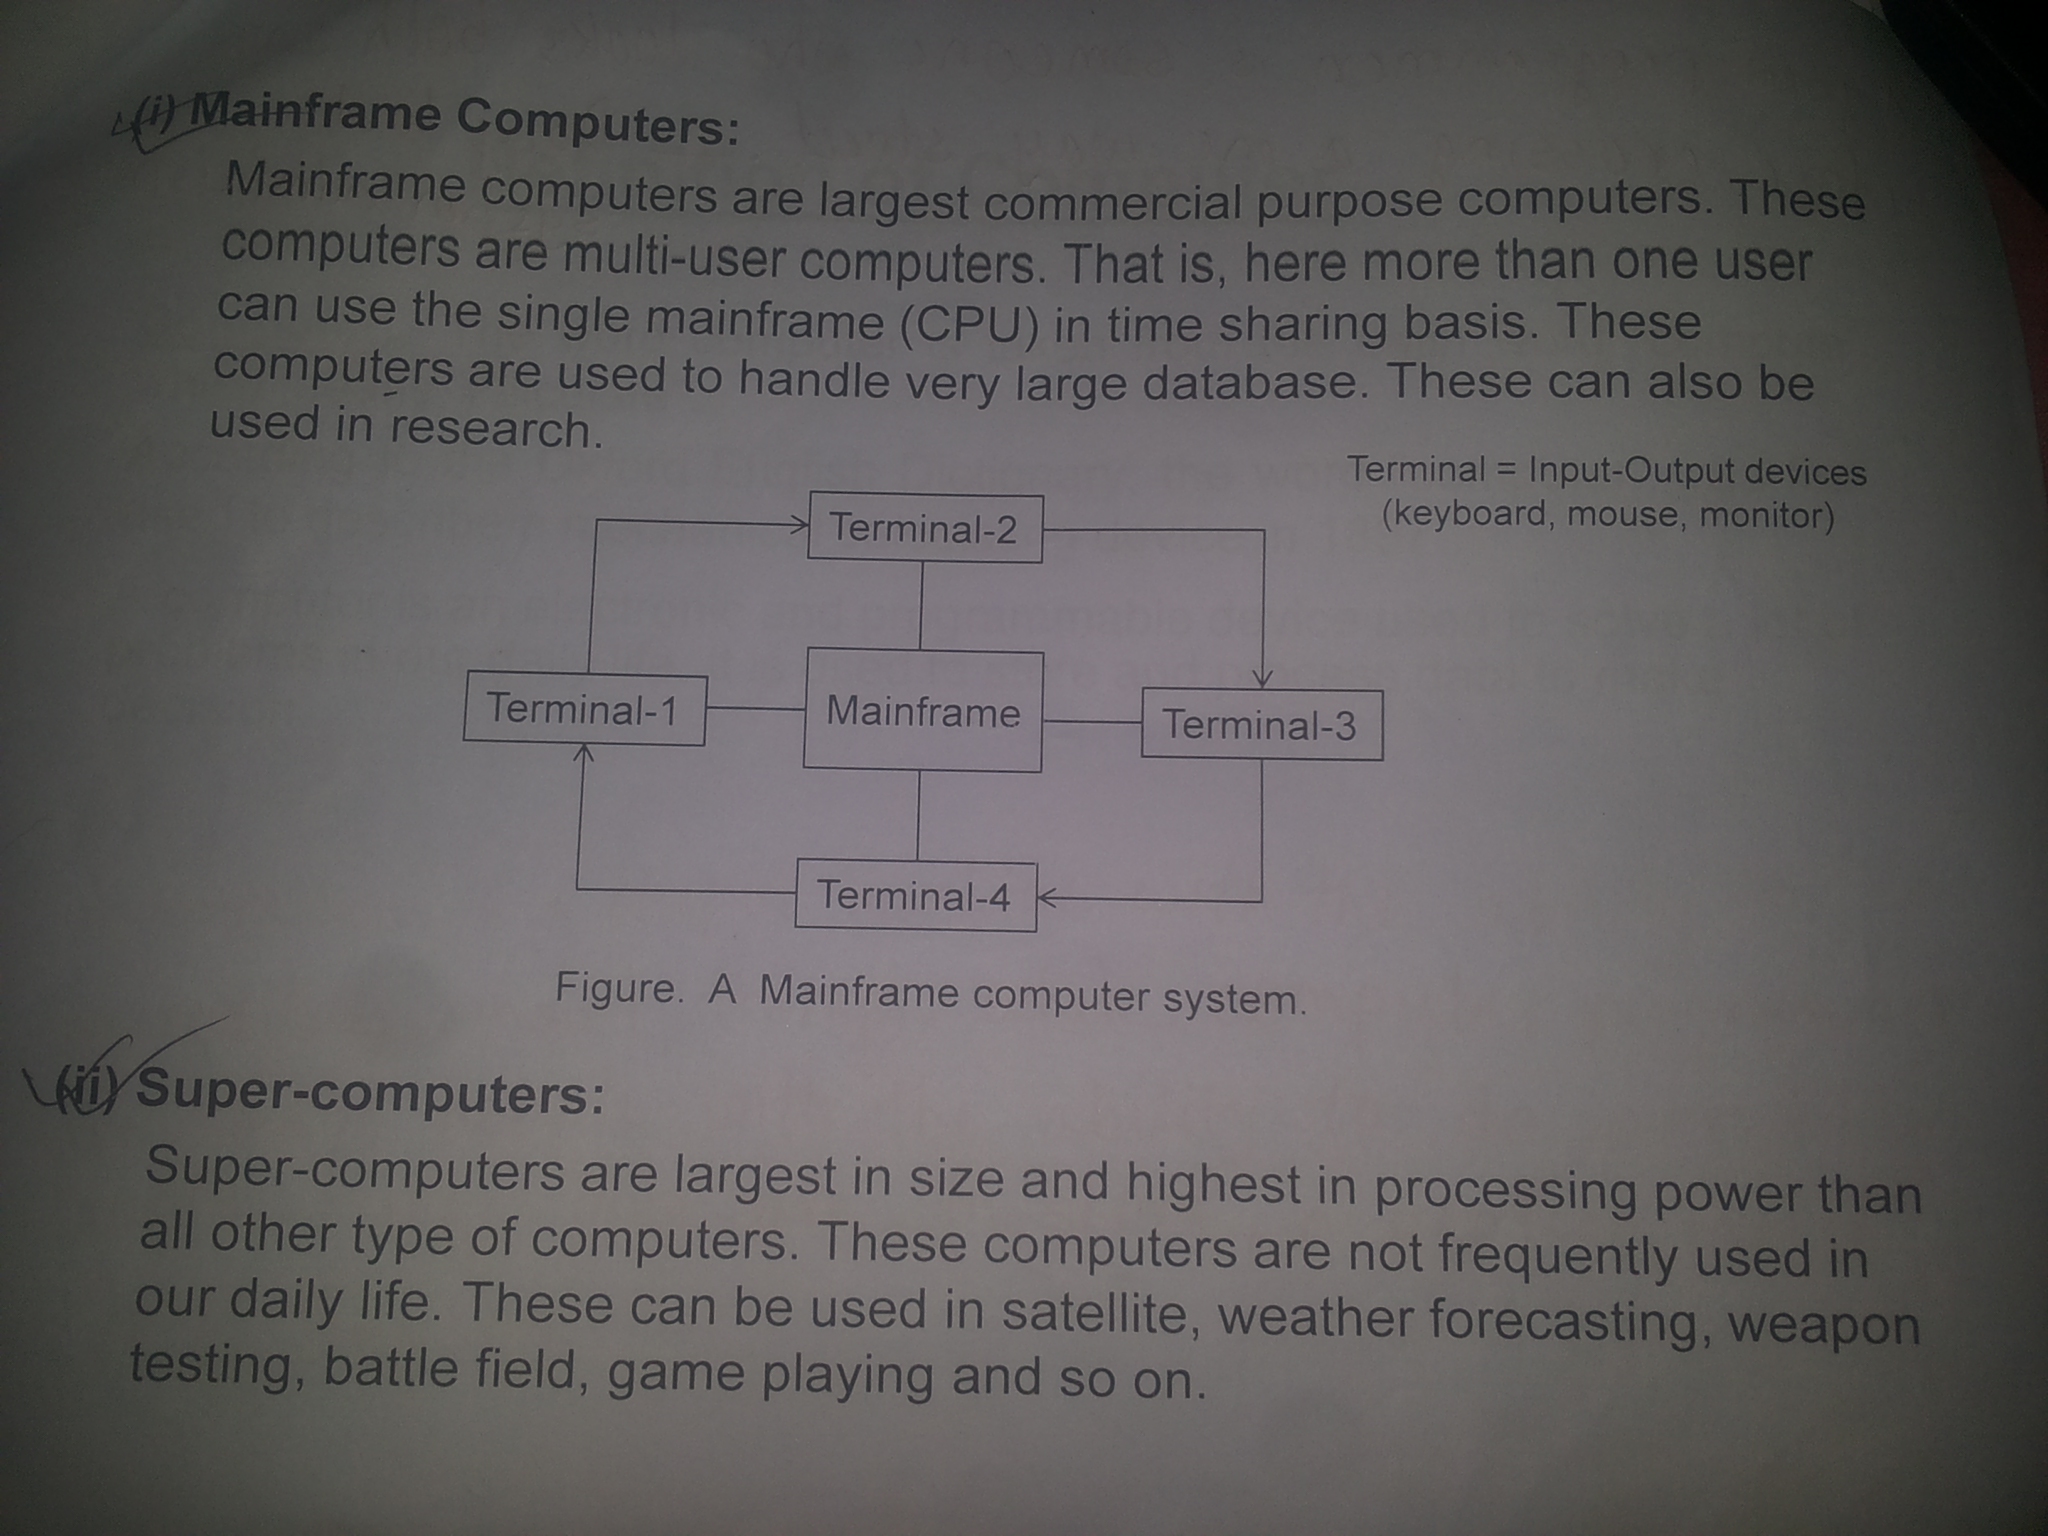 (i) Mainframe Computers:
Mainframe computers are largest commercial purpose computers. These
computers are multi-user computers. That is, here more than one user
can use the single mainframe (CPU) in time sharing basis. These
computers are used to handle very large database. These can also be
used in research.
Terminal = Input-Output devices
(keyboard, mouse, monitor)
Terminal-2
Terminal-1
Mainframe
Terminal-3
Terminal-4
Figure. A Mainframe computer system.
(ii) Super-computers:
Super-computers are largest in size and highest in processing power than
all other type of computers. These computers are not frequently used in
our daily life. These can be used in satellite, weather forecasting, weapon
testing, battle field, game playing and so on.